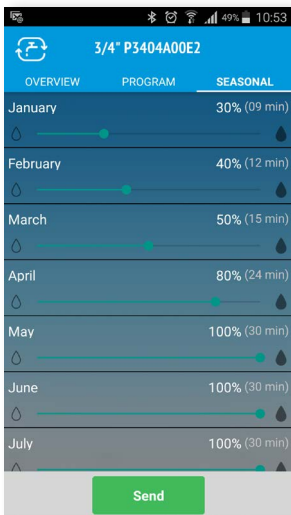 49% 10:53
3/4" P3404A00E2
OVERVIEW PROGRAM SEASONAL
January 30% (09 min)
February 40% (12 min)
March 50% (15 min)
April 80% (24 min)
May 100% (30 min)
June 100% (30 min)
July 100% (30 min)
Send